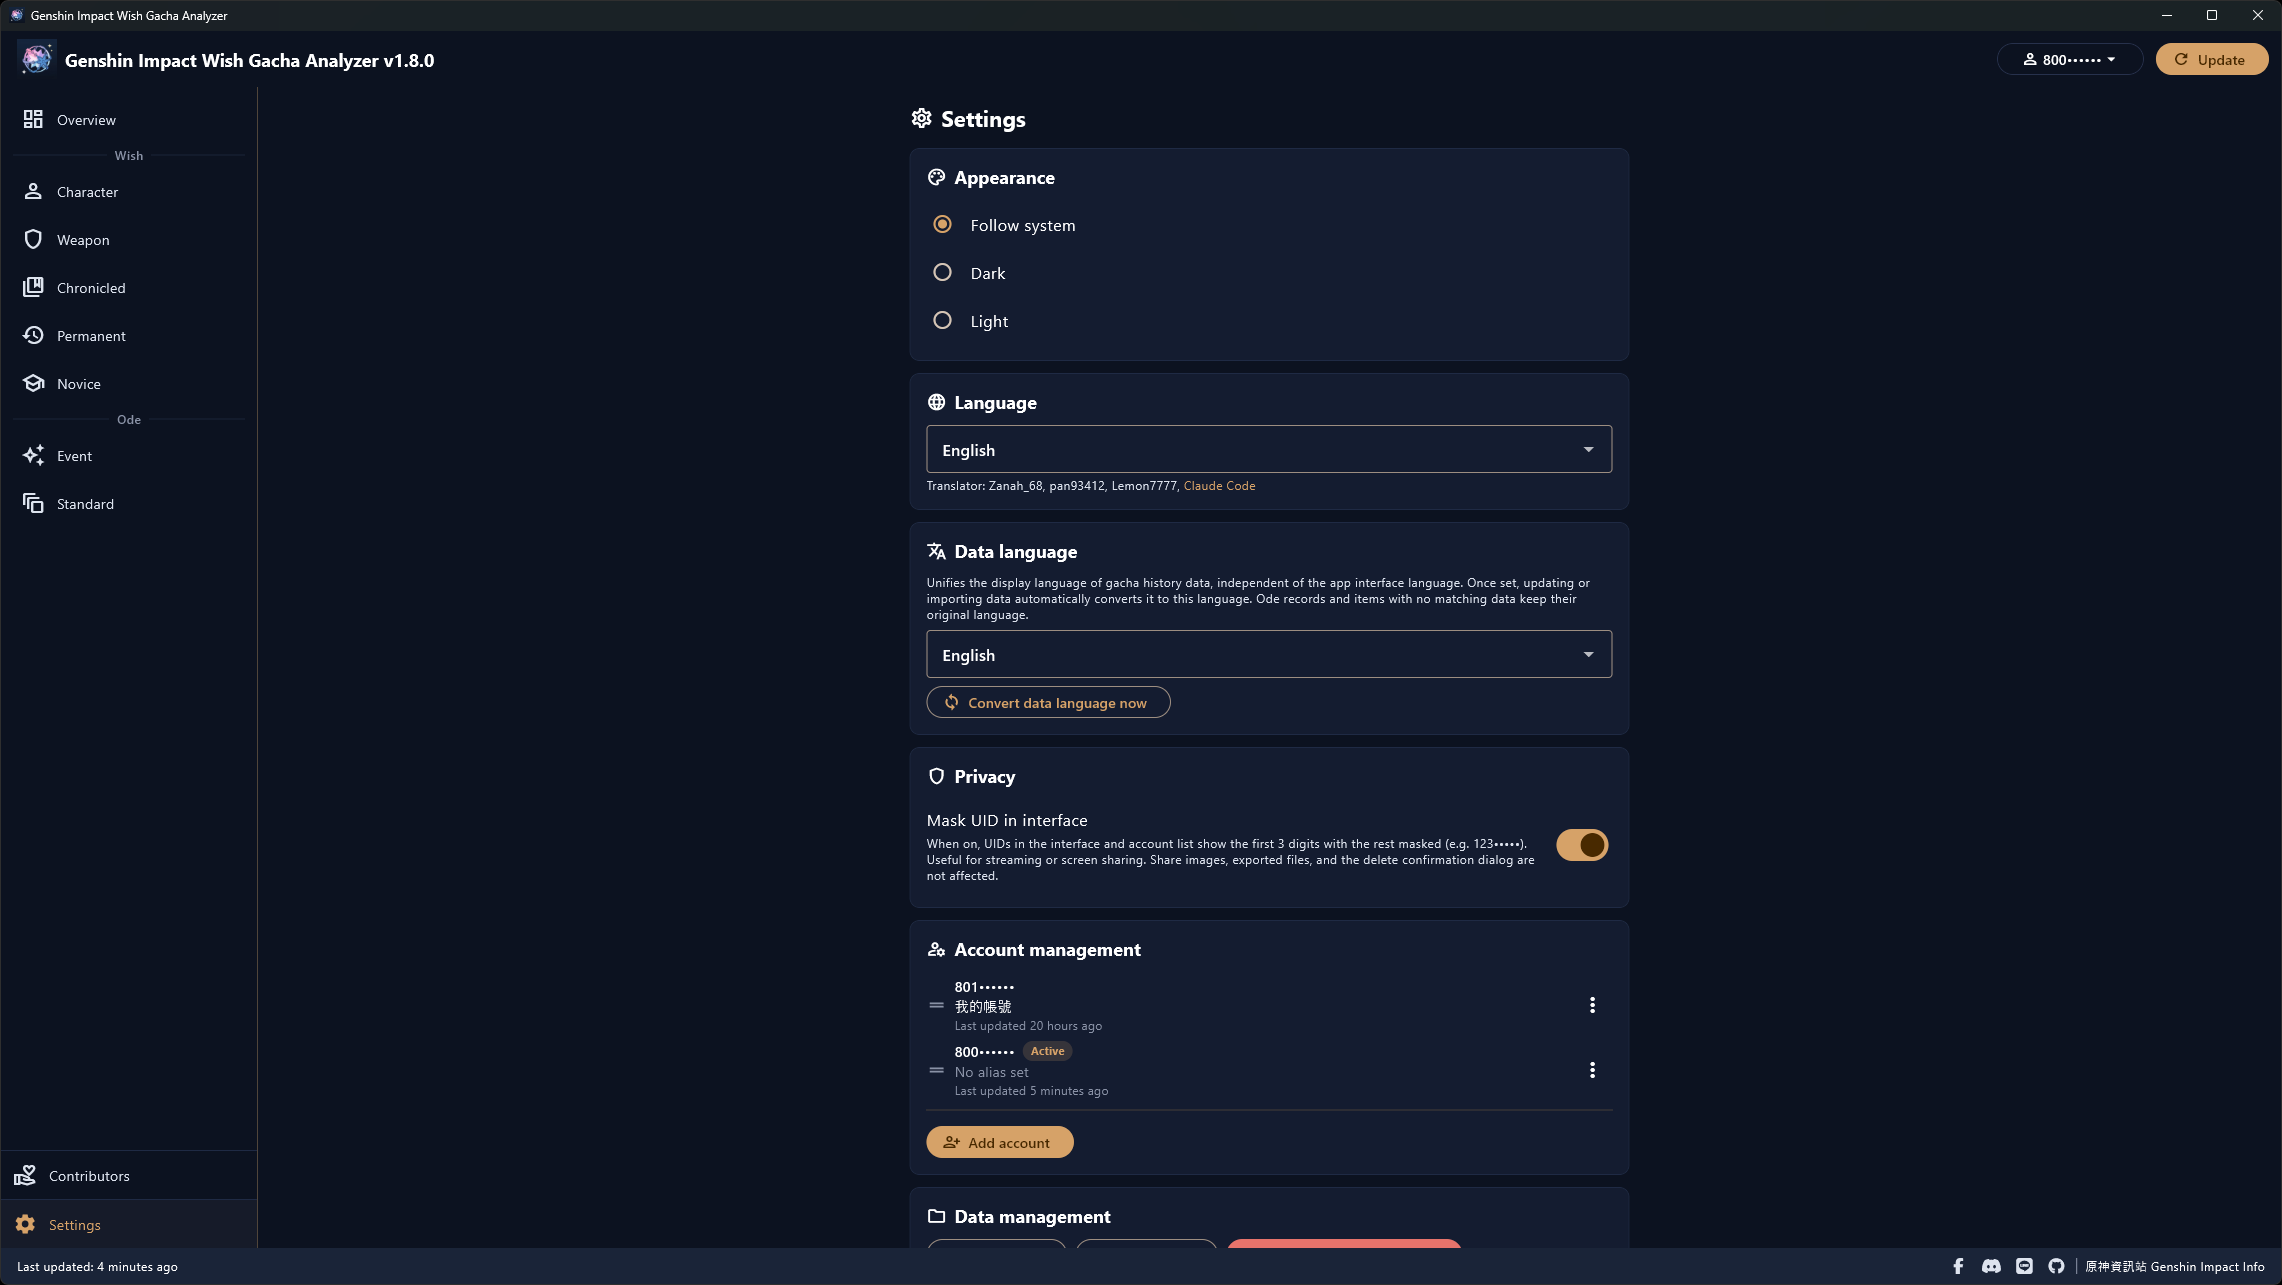 Genshin Impact Wish Gacha Analyzer
Genshin Impact Wish Gacha Analyzer v1.8.0
800••••••
Update
Overview
Wish
Character
Weapon
Chronicled
Permanent
Novice
Ode
Event
Standard
Contributors
Settings
Settings
Appearance
Follow system
Dark
Light
Language
English
Translator: Zanah_68, pan93412, Lemon7777, Claude Code
Data language
Unifies the display language of gacha history data, independent of the app interface language. Once set, updating or
importing data automatically converts it to this language. Ode records and items with no matching data keep their
original language.
English
Convert data language now
Privacy
Mask UID in interface
When on, UIDs in the interface and account list show the first 3 digits with the rest masked (e.g. 123•••••).
Useful for streaming or screen sharing. Share images, exported files, and the delete confirmation dialog are
not affected.
Account management
801••••••
我的帳號
Last updated 20 hours ago
800•••••• Active
No alias set
Last updated 5 minutes ago
Add account
Data management
Last updated: 4 minutes ago
原神資訊站 Genshin Impact Info